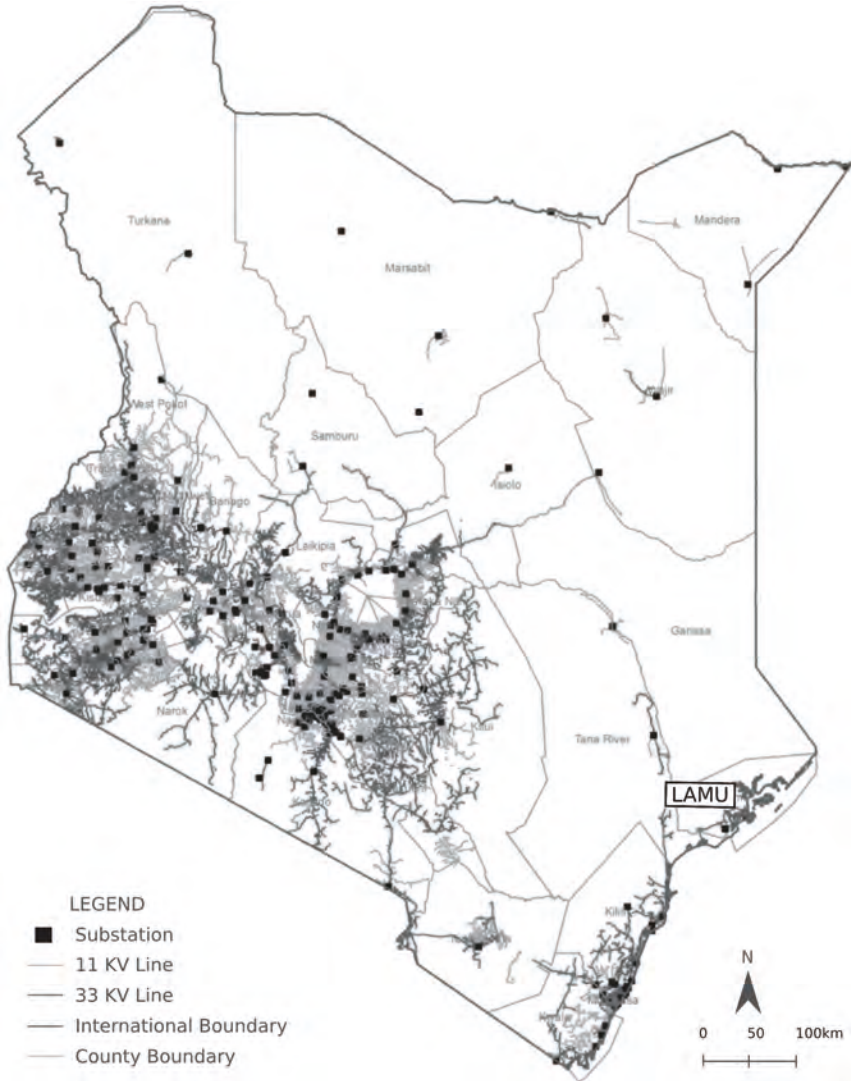 Turkana
Mandera
Marsabit
Wajir
West Pokot
Samburu
Isiolo
Baringo
Laikipia
Garissa
Narok
Tana River
LAMU
LEGEND
Substation
11 KV Line
33 KV Line
International Boundary
County Boundary
N
0 50 100km